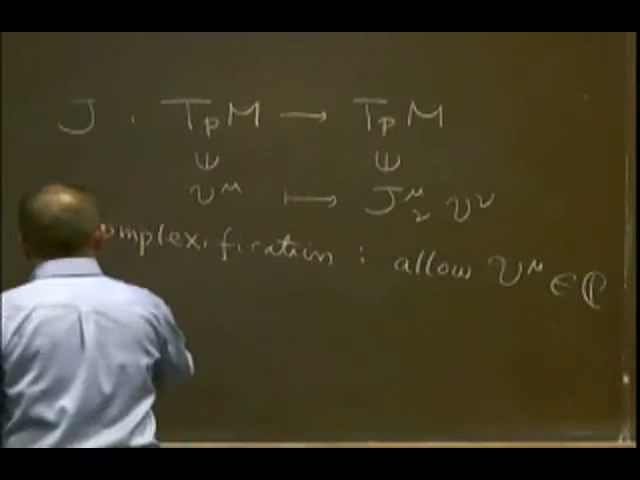 J : TₚM → TₚM
Ψ Ψ
υ^μ ↦ J^μ_ν υ^ν
omplexification : allow υ^μ ∈ ℂ